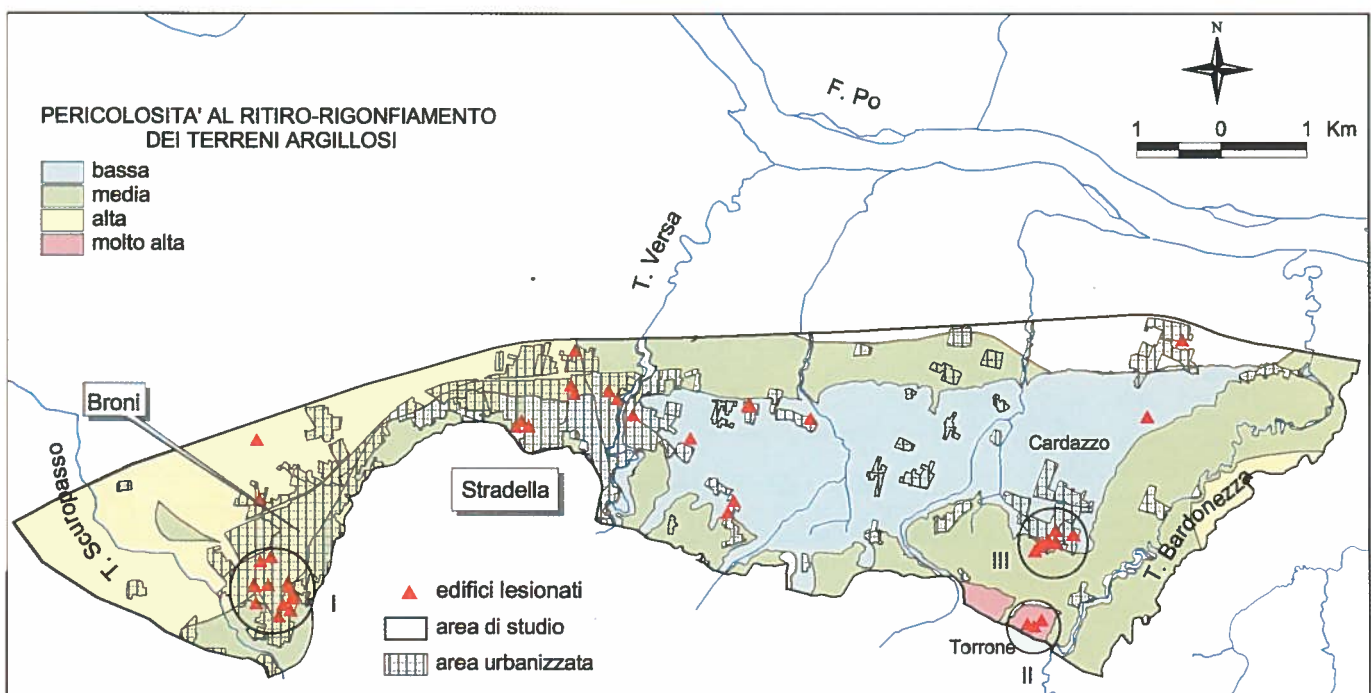 PERICOLOSITA' AL RITIRO-RIGONFIAMENTO
DEI TERRENI ARGILLOSI
bassa
media
alta
molto alta
F. Po
N
1 0 1 Km
T. Versa
Broni
T. Scuropasso
Stradella
Cardazzo
T. Bardonezza
I
III
edifici lesionati
area di studio
area urbanizzata
Torrone
II